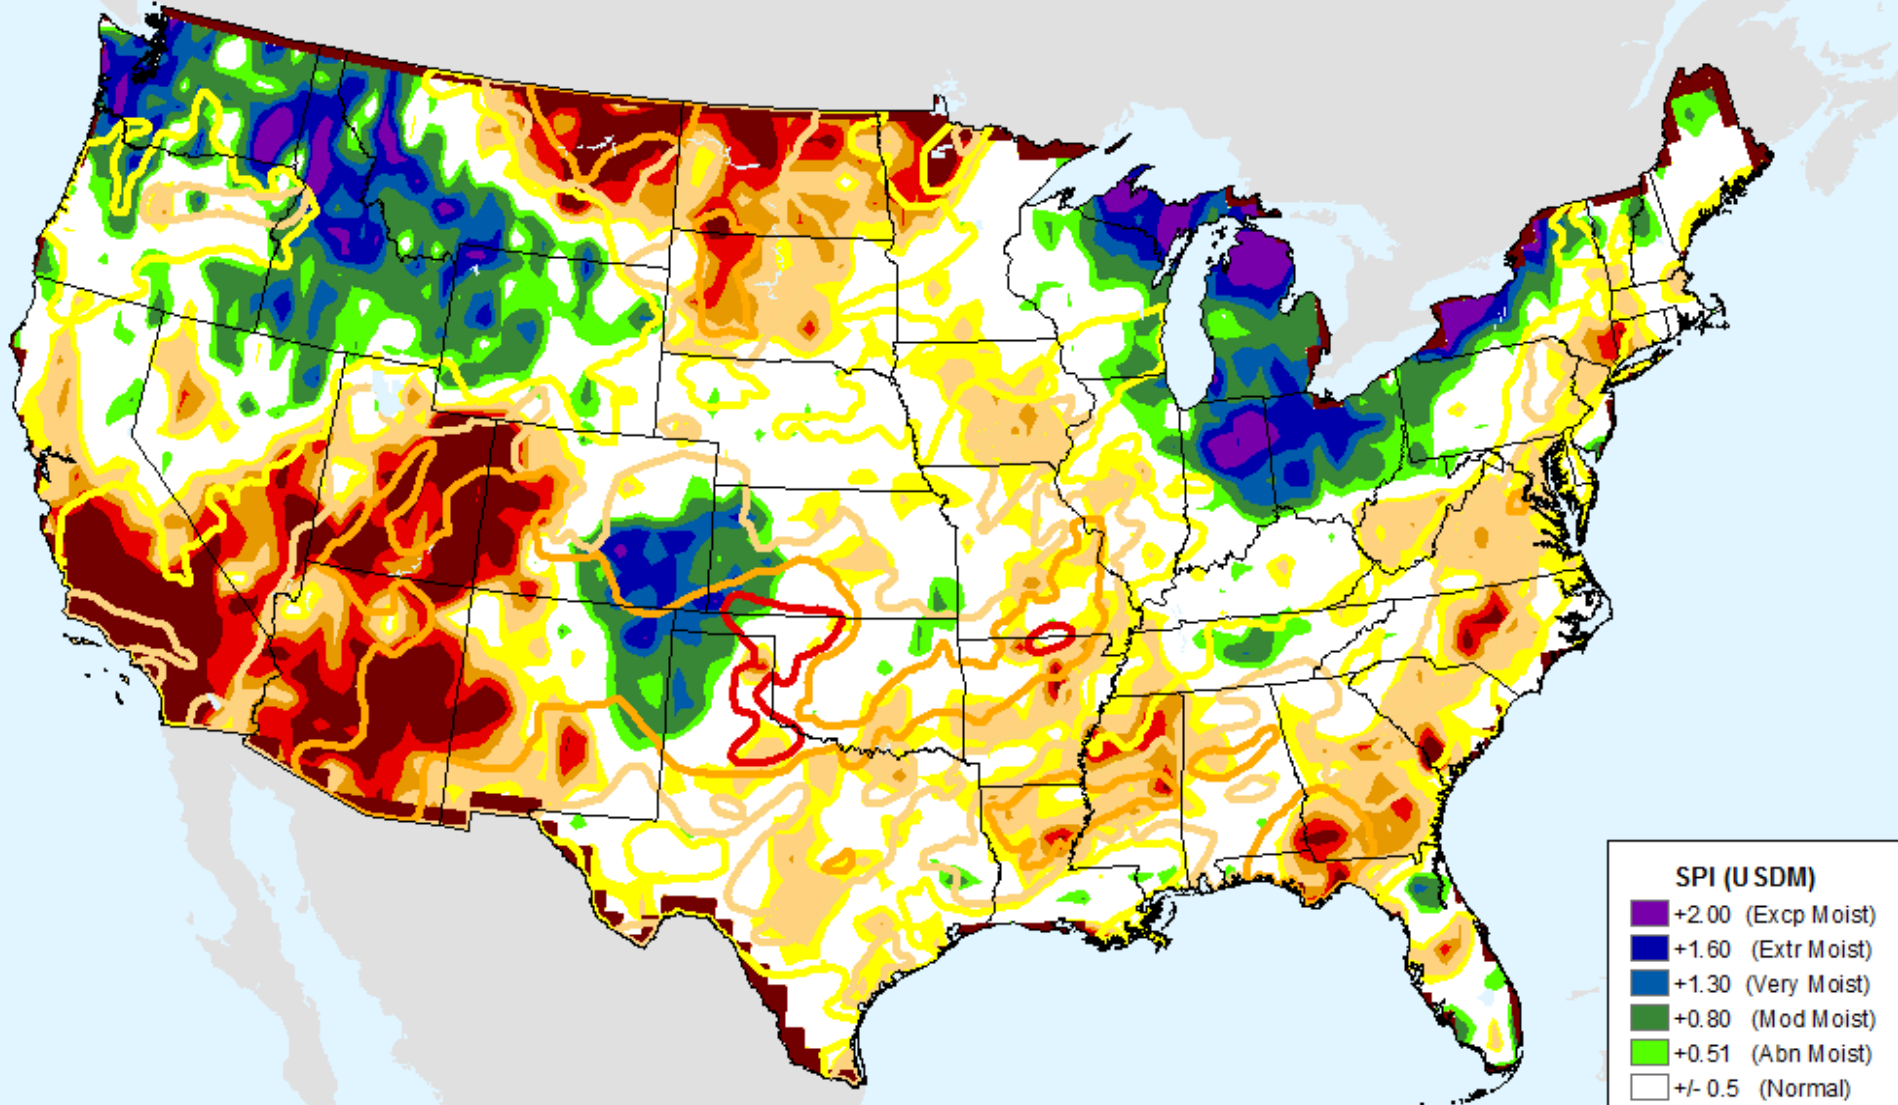 SPI (USDM)
+2.00 (Excp Moist)
+1.60 (Extr Moist)
+1.30 (Very Moist)
+0.80 (Mod Moist)
+0.51 (Abn Moist)
+/- 0.5 (Normal)